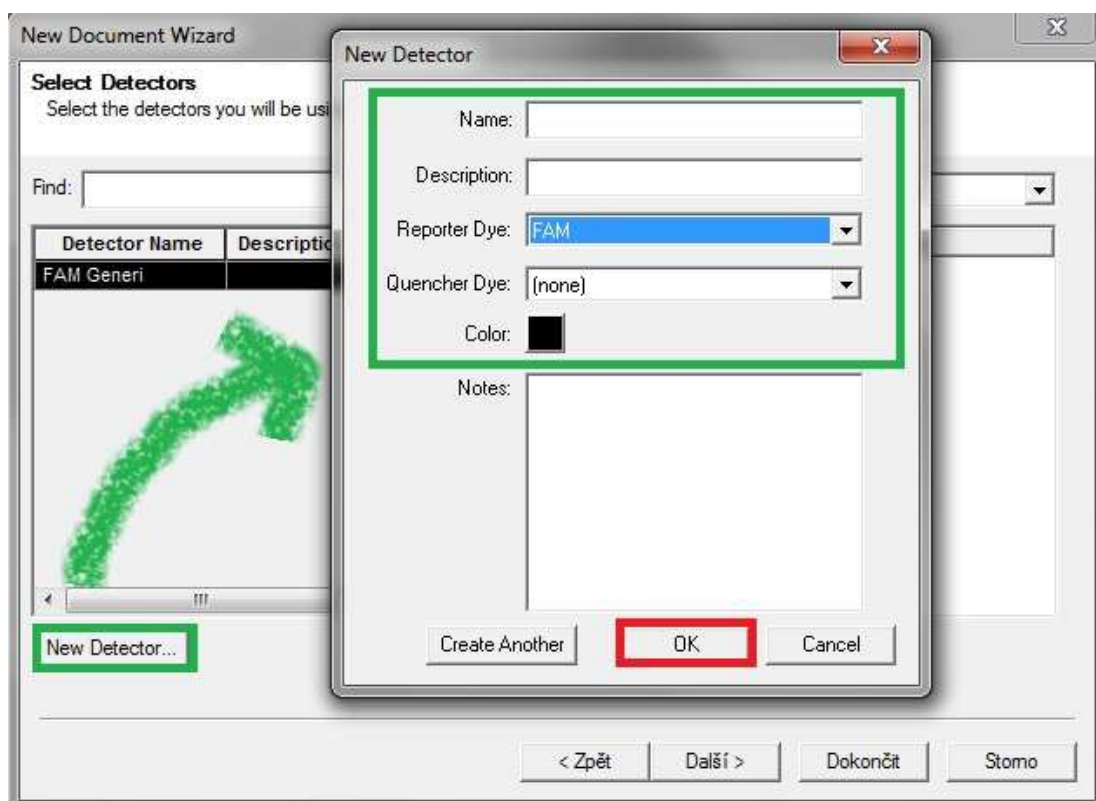 New Document Wizard
Select Detectors
Select the detectors you will be usi
Find:
Detector Name Descriptio
FAM Generi
New Detector...
New Detector
Name:
Description:
Reporter Dye: FAM
Quencher Dye: (none)
Color:
Notes:
Create Another OK Cancel
< Zpět Další > Dokončit Storno